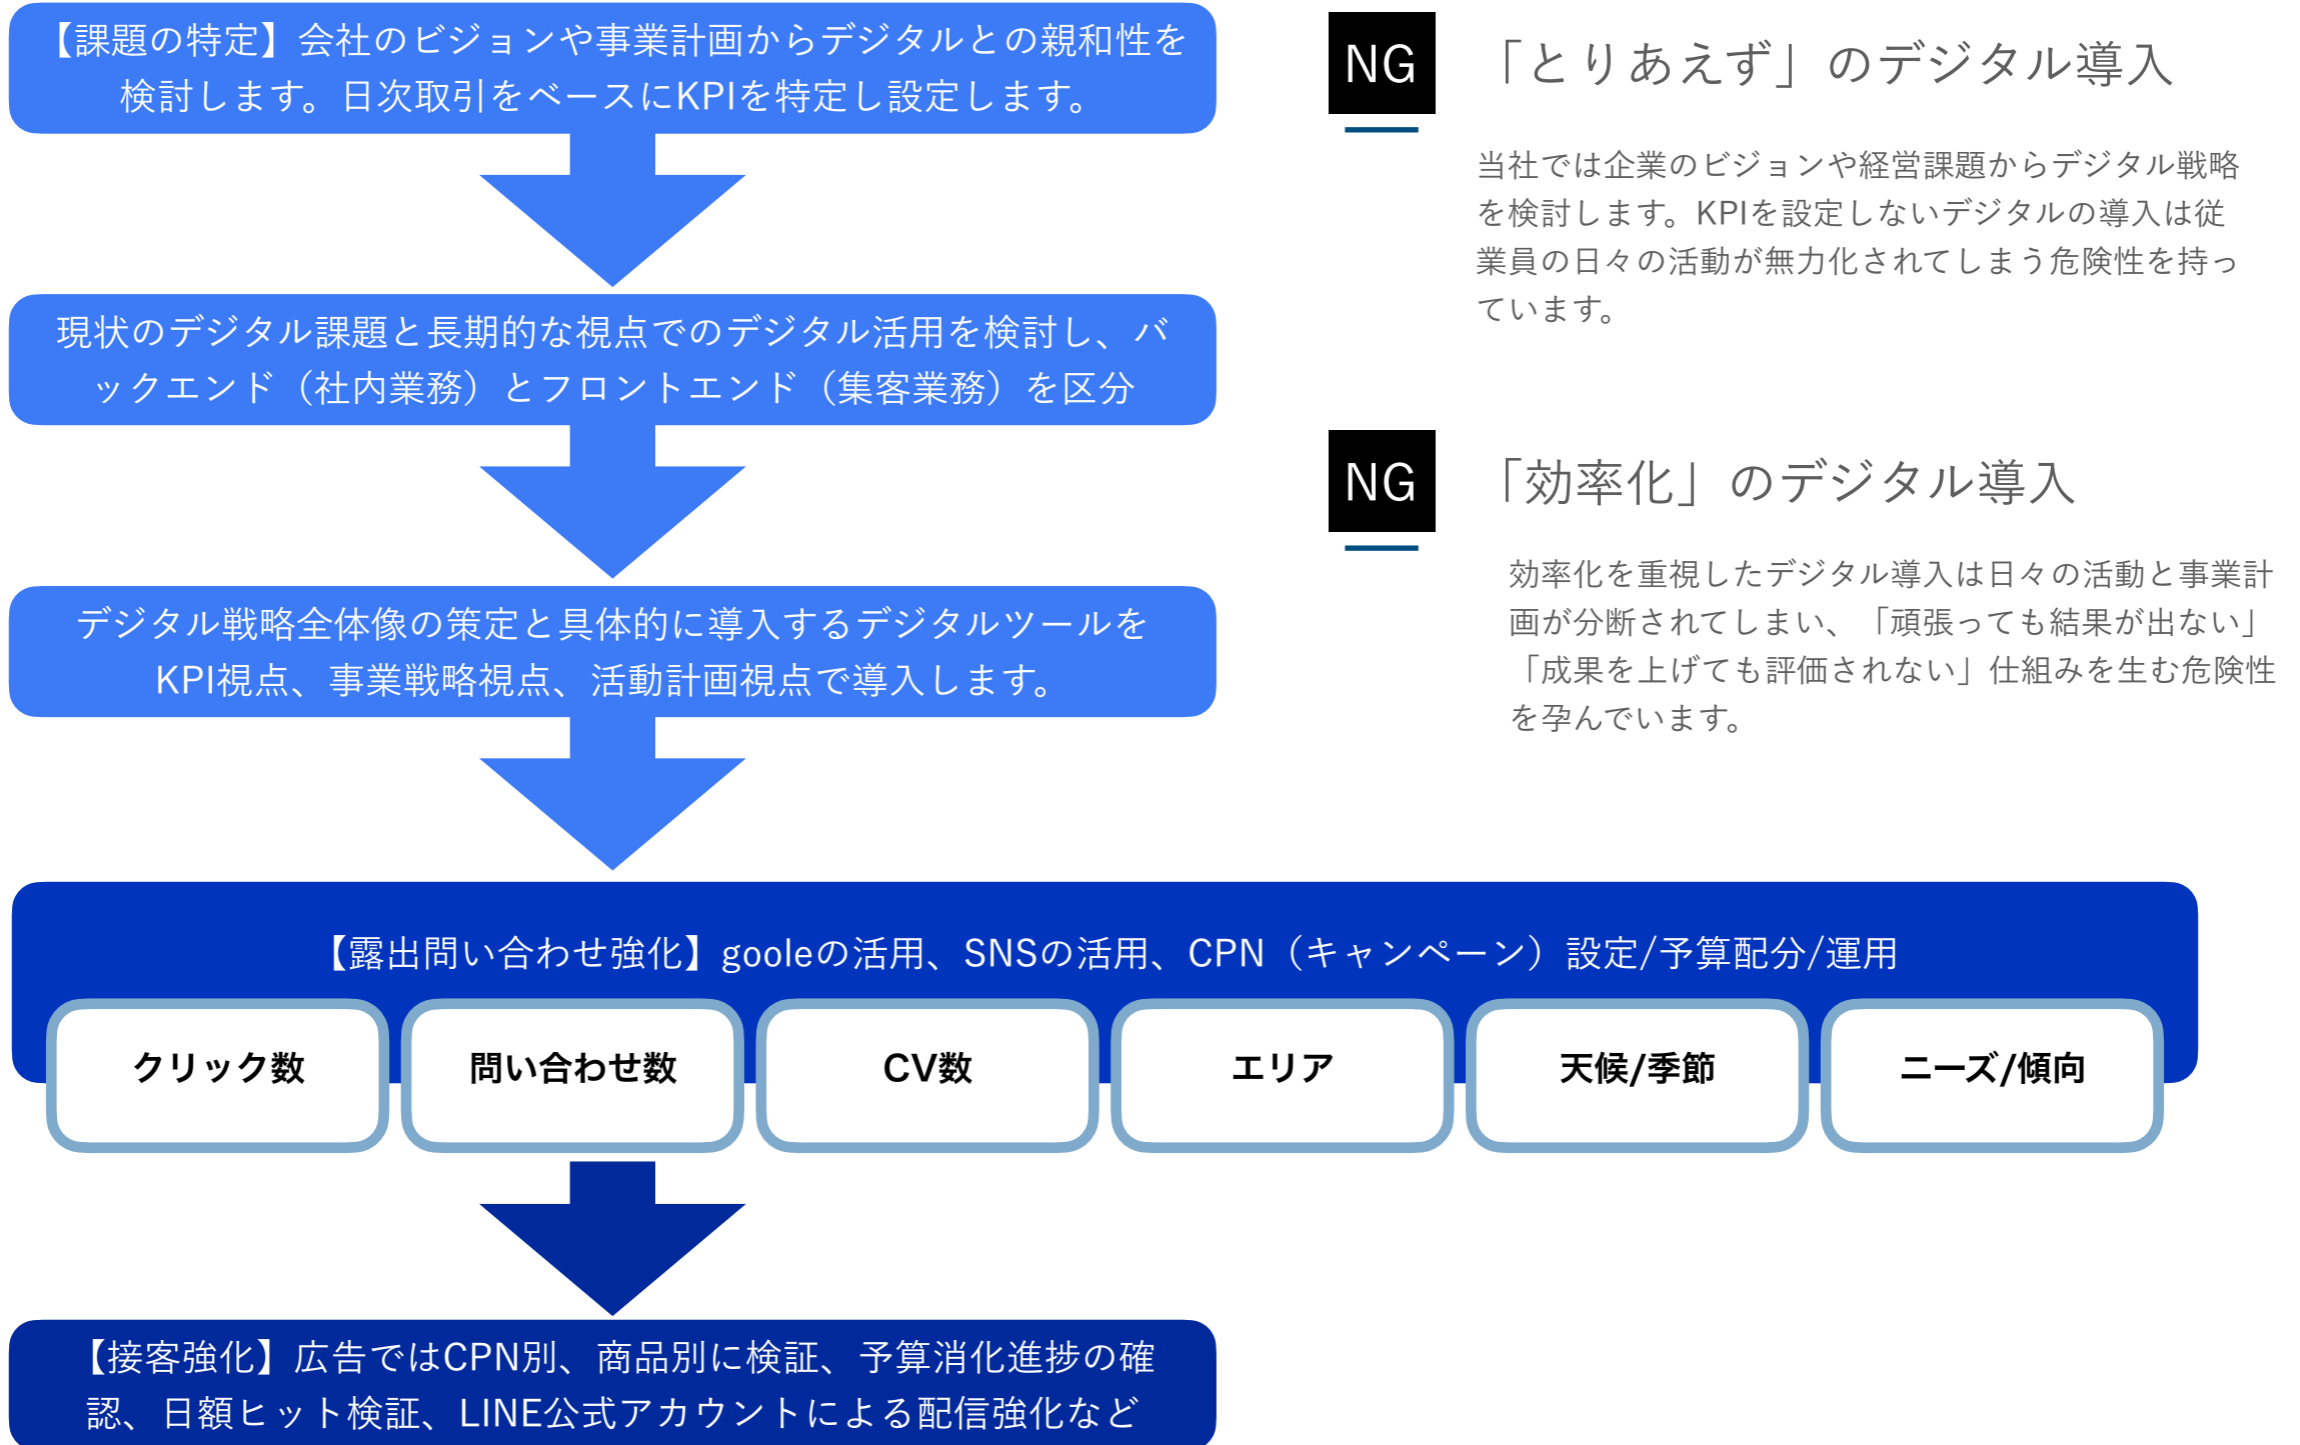 【課題の特定】会社のビジョンや事業計画からデジタルとの親和性を
検討します。日次取引をベースにKPIを特定し設定します。
現状のデジタル課題と長期的な視点でのデジタル活用を検討し、バ
ックエンド（社内業務）とフロントエンド（集客業務）を区分
デジタル戦略全体像の策定と具体的に導入するデジタルツールを
KPI視点、事業戦略視点、活動計画視点で導入します。
NG
「とりあえず」のデジタル導入
当社では企業のビジョンや経営課題からデジタル戦略
を検討します。KPIを設定しないデジタルの導入は従
業員の日々の活動が無力化されてしまう危険性を持っ
ています。
NG
「効率化」のデジタル導入
効率化を重視したデジタル導入は日々の活動と事業計
画が分断されてしまい、「頑張っても結果が出ない」
「成果を上げても評価されない」仕組みを生む危険性
を孕んでいます。
【露出問い合わせ強化】gooleの活用、SNSの活用、CPN（キャンペーン）設定/予算配分/運用
クリック数
問い合わせ数
CV数
エリア
天候/季節
ニーズ/傾向
【接客強化】広告ではCPN別、商品別に検証、予算消化進捗の確
認、日額ヒット検証、LINE公式アカウントによる配信強化など